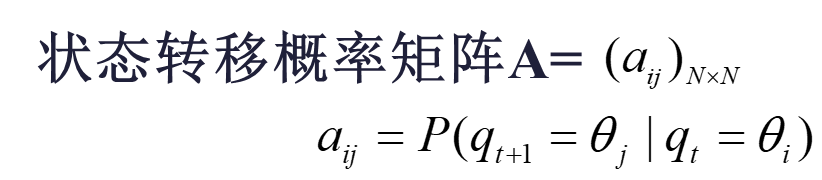 状态转移概率矩阵A= (a_{ij})_{N×N}
a_{ij} = P(q_{t+1} = θ_j | q_t = θ_i)